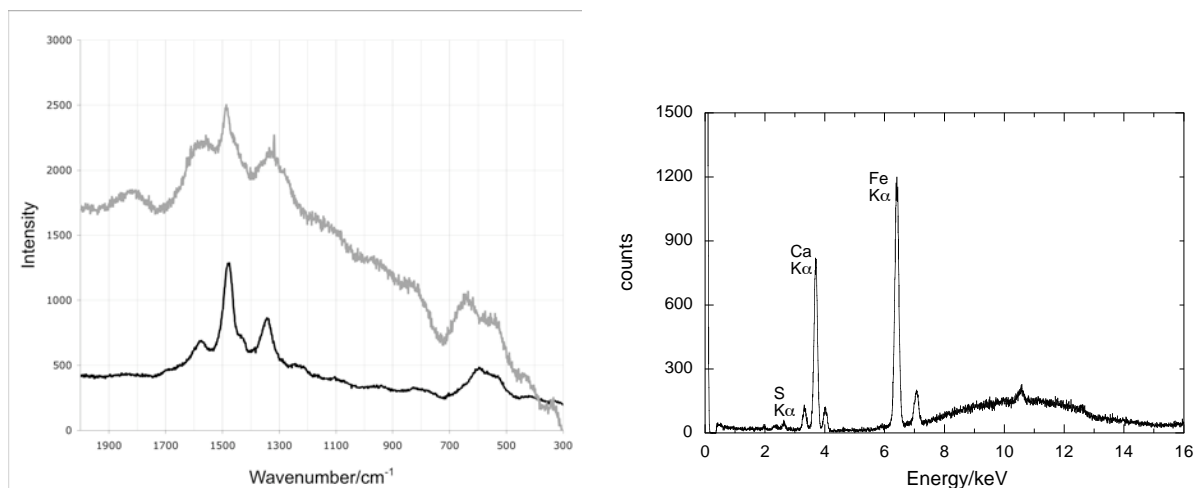 3000
2500
2000
1500
1000
500
0
Intensity
1900 1700 1500 1300 1100 900 700 500 300
Wavenumber/cm⁻¹
1500
1200
900
600
300
0
counts
Fe
Kα
Ca
Kα
S
Kα
0 2 4 6 8 10 12 14 16
Energy/keV